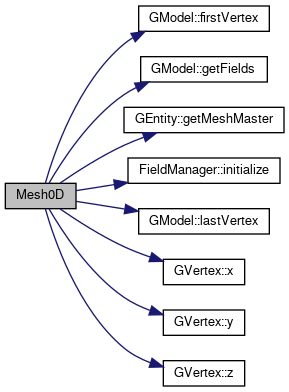 GModel::firstVertex
GModel::getFields
GEntity::getMeshMaster
FieldManager::initialize
Mesh0D
GModel::lastVertex
GVertex::x
GVertex::y
GVertex::z